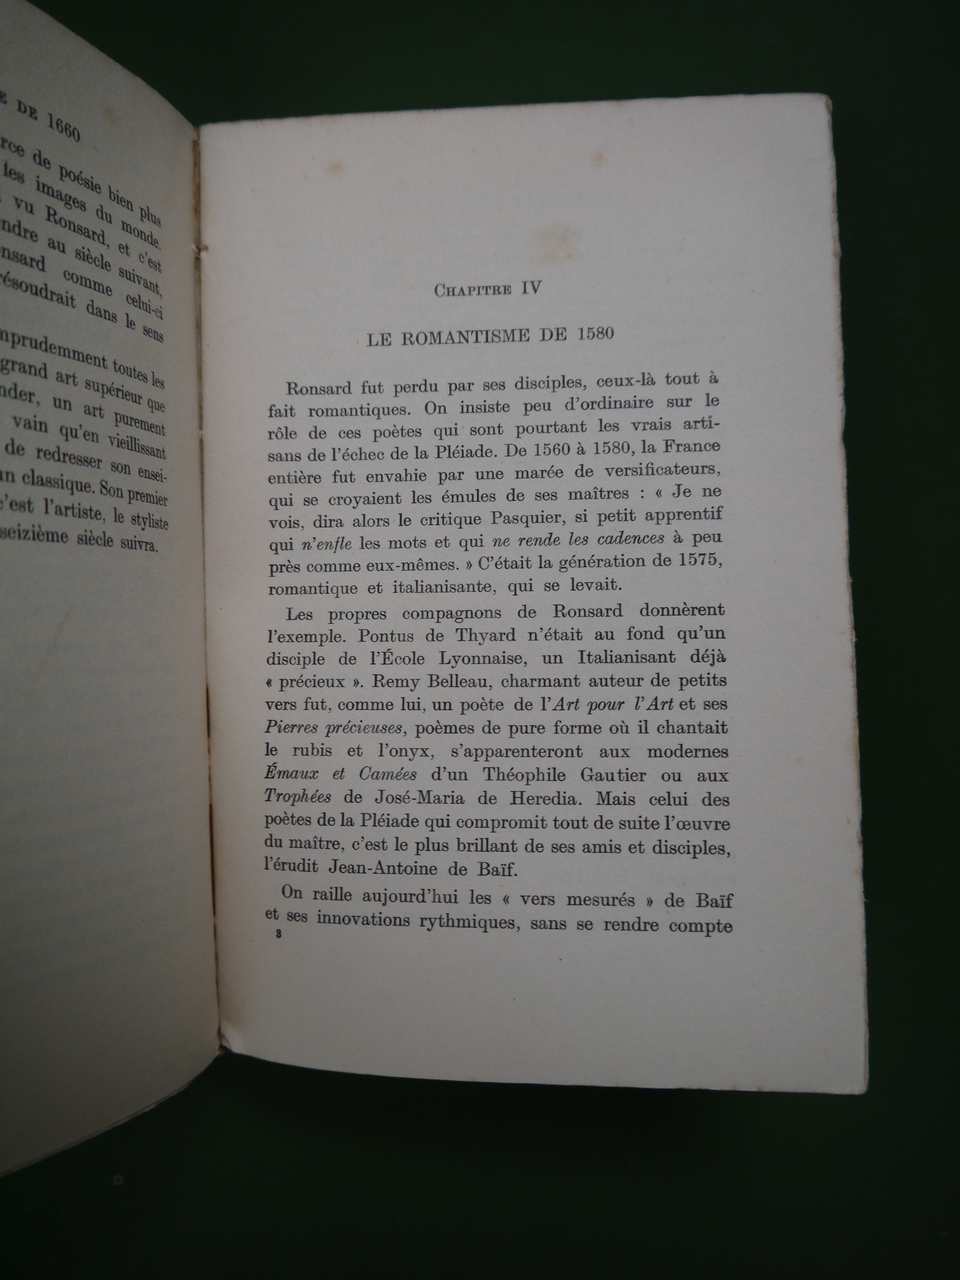 DE 1660
de poésie bien plus
les images du monde.
vu Ronsard, et c'est
au siècle suivant,
comme celui-ci
dans le sens
toutes les
grand art supérieur que
un art purement
vain qu'en vieillissant
de redresser son ensei-
classique. Son premier
c'est l'artiste, le styliste
seizième siècle suivra.
CHAPITRE IV
LE ROMANTISME DE 1580
Ronsard fut perdu par ses disciples, ceux-là tout à
fait romantiques. On insiste peu d'ordinaire sur le
rôle de ces poètes qui sont pourtant les vrais arti-
sans de l'échec de la Pléiade. De 1560 à 1580, la France
entière fut envahie par une marée de versificateurs,
qui se croyaient les émules de ses maîtres : « Je ne
vois, dira alors le critique Pasquier, si petit apprentif
qui n'enfle les mots et qui ne rende les cadences à peu
près comme eux-mêmes. » C'était la génération de 1575,
romantique et italianisante, qui se levait.
Les propres compagnons de Ronsard donnèrent
l'exemple. Pontus de Thyard n'était au fond qu'un
disciple de l'École Lyonnaise, un Italianisant déjà
« précieux ». Remy Belleau, charmant auteur de petits
vers fut, comme lui, un poète de l'Art pour l'Art et ses
Pierres précieuses, poèmes de pure forme où il chantait
le rubis et l'onyx, s'apparenteront aux modernes
Émaux et Camées d'un Théophile Gautier ou aux
Trophées de José-Maria de Heredia. Mais celui des
poètes de la Pléiade qui compromit tout de suite l'œuvre
du maître, c'est le plus brillant de ses amis et disciples,
l'érudit Jean-Antoine de Baïf.
On raille aujourd'hui les « vers mesurés » de Baïf
et ses innovations rythmiques, sans se rendre compte